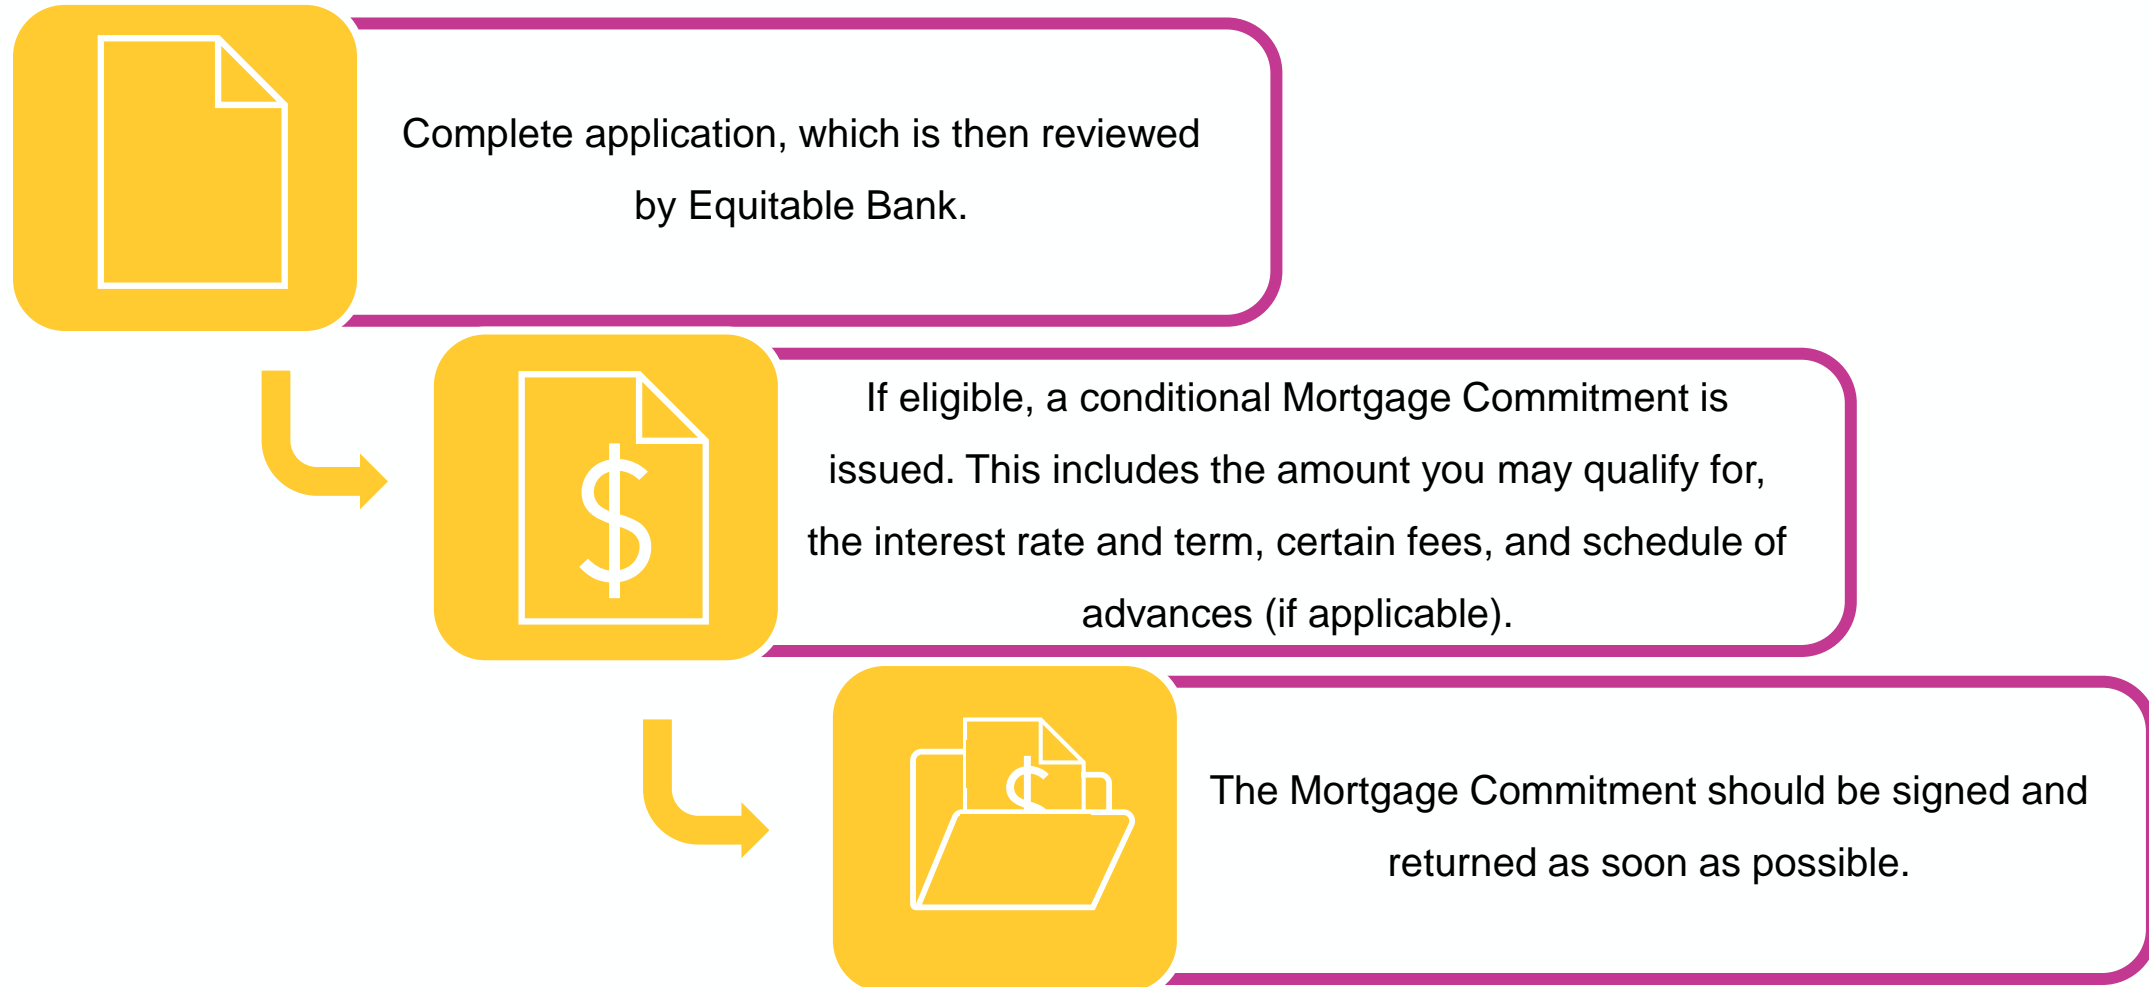 Complete application, which is then reviewed
by Equitable Bank.
If eligible, a conditional Mortgage Commitment is
issued. This includes the amount you may qualify for,
the interest rate and term, certain fees, and schedule of
advances (if applicable).
$
$
The Mortgage Commitment should be signed and
returned as soon as possible.